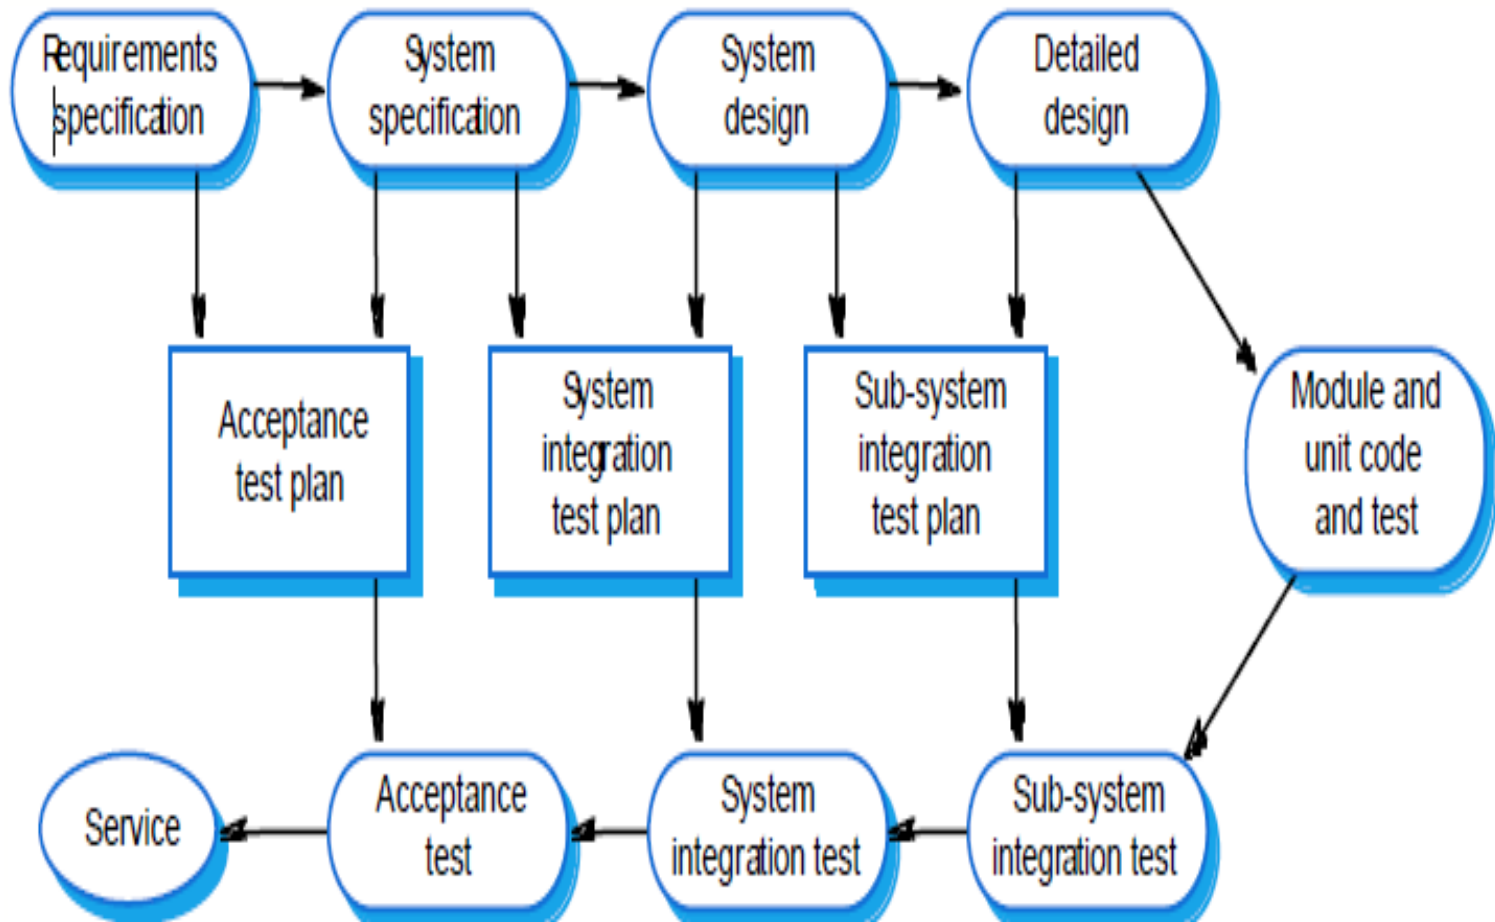 Requirements
specification
System
specification
System
design
Detailed
design
Acceptance
test plan
System
integration
test plan
Sub-system
integration
test plan
Module and
unit code
and test
Service
Acceptance
test
System
integration test
Sub-system
integration test